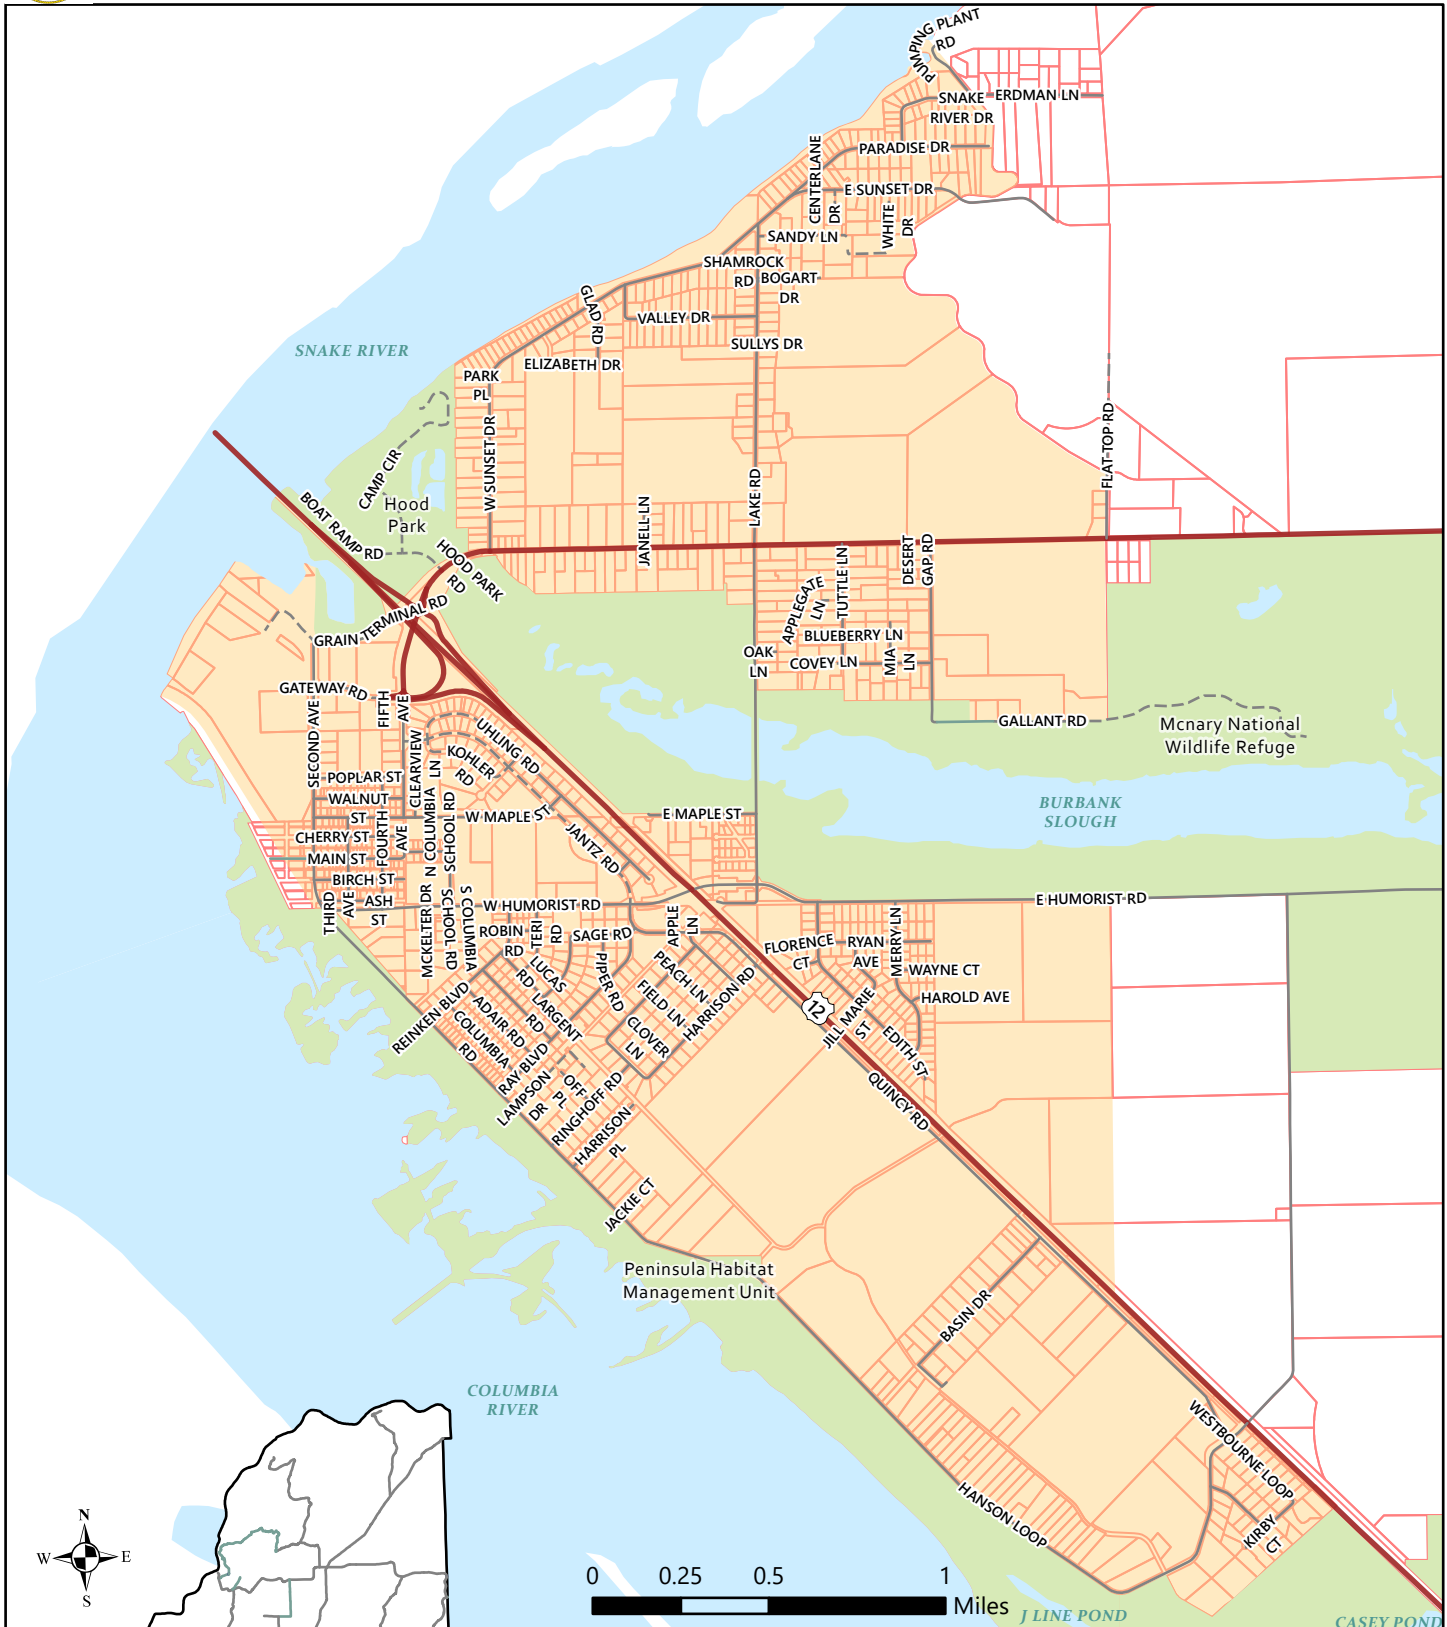 PUMPING PLANT
RD
SNAKE
RIVER DR
ERDMAN LN
PARADISE DR
CENTERLANE
DR
E SUNSET DR
WHITE
DR
SANDY LN
SHAMROCK
RD
BOGART
DR
GLAD RD
VALLEY DR
SULLYS DR
SNAKE RIVER
ELIZABETH DR
PARK
PL
W SUNSET DR
CAMP CIR
Hood
Park
LAKE RD
FLAT TOP RD
JANELL LN
BOAT RAMP RD
HOOD PARK
RD
DESERT
GAP RD
TUTTLE LN
APPLEGATE
LN
GRAIN TERMINAL RD
BLUEBERRY LN
OAK
LN
COVEY LN
MIA
LN
GATEWAY RD
FIFTH
AVE
SECOND AVE
GALLANT RD
Mcnary National
Wildlife Refuge
UHLING RD
KOHLER
RD
CLEARVIEW
LN
POPLAR ST
WALNUT
ST
FOURTH
AVE
N COLUMBIA
SCHOOL RD
W MAPLE ST
E MAPLE ST
BURBANK
SLOUGH
CHERRY ST
MAIN ST
JANTZ RD
BIRCH ST
THIRD
AVE
ASH
ST
MCKELTER DR
S COLUMBIA
SCHOOL RD
W HUMORIST RD
E HUMORIST RD
ROBIN
RD
TERI
RD
SAGE RD
APPLE
LN
FLORENCE
CT
RYAN
AVE
MERRY LN
WAYNE CT
HAROLD AVE
LUCAS
RD
PIPER RD
PEACH LN
FIELD LN
HARRISON RD
REINKEN BLVD
ADAIR RD
LARGENT
RD
CLOVER
LN
12
JILL MARIE
ST
EDITH ST
COLUMBIA
RD
RAY BLVD
LAMPSON
DR
OFF
PL
RINGHOFF RD
QUINCY RD
HARRISON
PL
JACKIE CT
Peninsula Habitat
Management Unit
BASIN DR
COLUMBIA
RIVER
WESTBOURNE LOOP
HANSON LOOP
KIRBY
CT
N
W
E
S
0
0.25
0.5
1
Miles
J LINE POND
CASEY POND